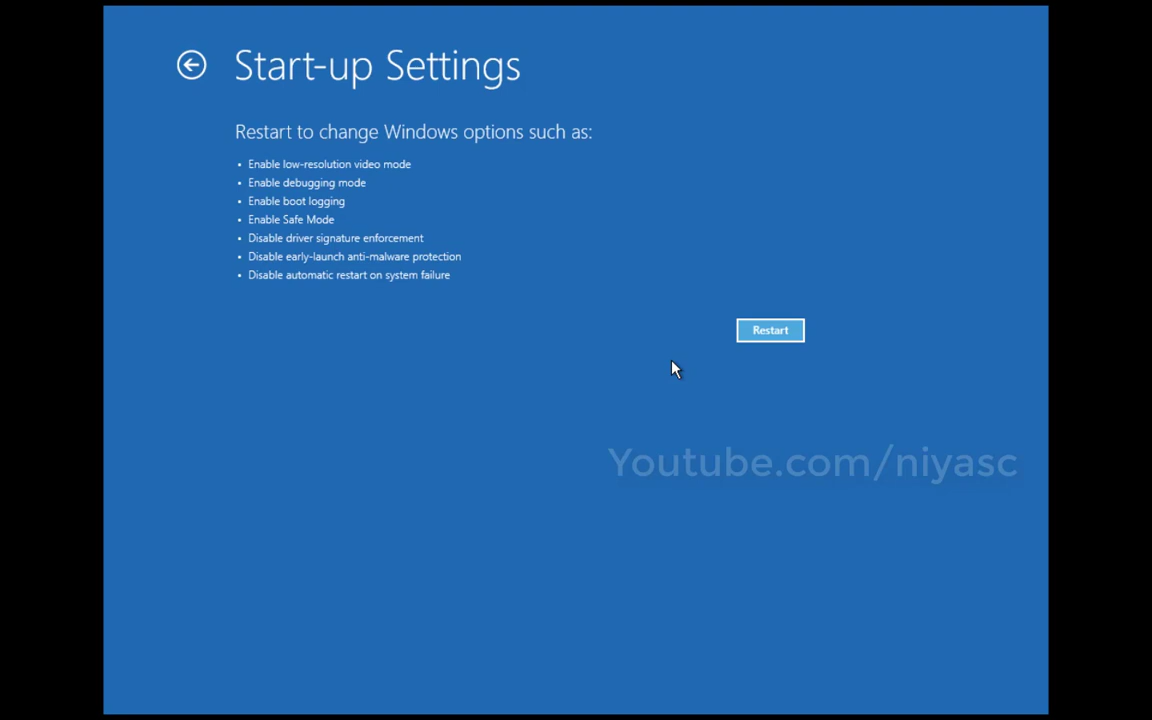 Start-up Settings
Restart to change Windows options such as:
• Enable low-resolution video mode
• Enable debugging mode
• Enable boot logging
• Enable Safe Mode
• Disable driver signature enforcement
• Disable early-launch anti-malware protection
• Disable automatic restart on system failure
Restart
Youtube.com/niyasc